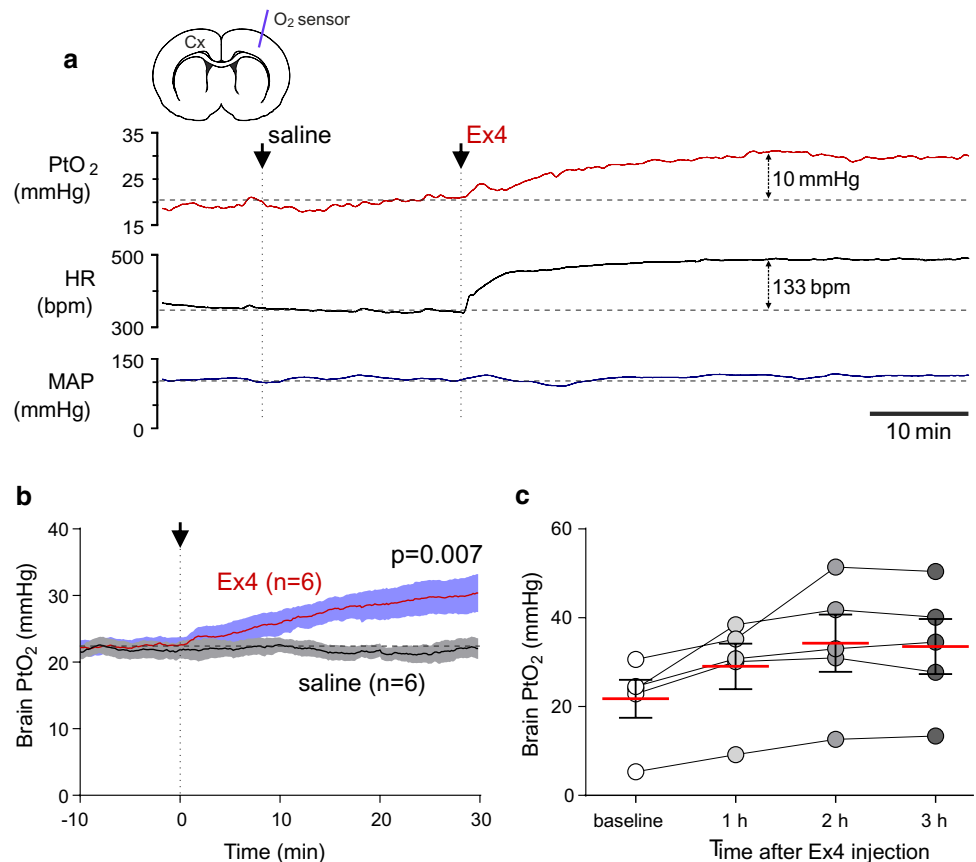 O2 sensor
Cx
a
saline
Ex4
PtO2
(mmHg)
35
25
15
10 mmHg
HR
(bpm)
500
300
133 bpm
MAP
(mmHg)
150
0
10 min
b
Brain PtO2 (mmHg)
40
30
20
10
0
p=0.007
Ex4 (n=6)
saline (n=6)
-10
0
10
20
30
Time (min)
c
Brain PtO2 (mmHg)
60
40
20
0
baseline
1 h
2 h
3 h
Time after Ex4 injection